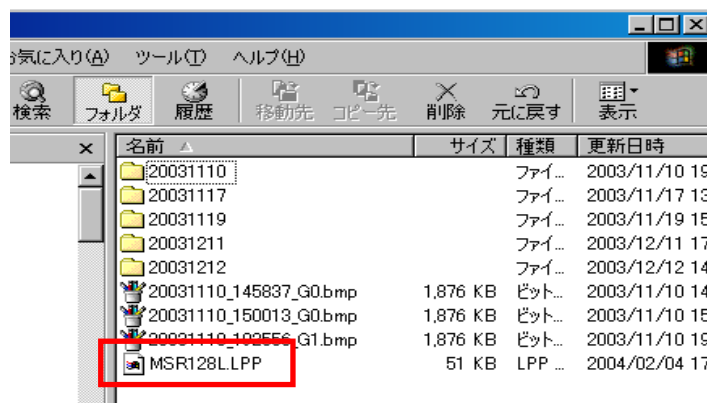 お気に入り(A) ツール(T) ヘルプ(H)
検索 フォルダ 履歴 移動先 コピー先 削除 元に戻す 表示
名前 サイズ 種類 更新日時
20031110 ファイ... 2003/11/10 19
20031117 ファイ... 2003/11/17 13
20031119 ファイ... 2003/11/19 15
20031211 ファイ... 2003/12/11 17
20031212 ファイ... 2003/12/12 14
20031110_145837_G0.bmp 1,876 KB ビット... 2003/11/10 14
20031110_150013_G0.bmp 1,876 KB ビット... 2003/11/10 15
20031110_192556_G1.bmp 1,876 KB ビット... 2003/11/10 19
MSR128L.LPP 51 KB LPP ... 2004/02/04 17